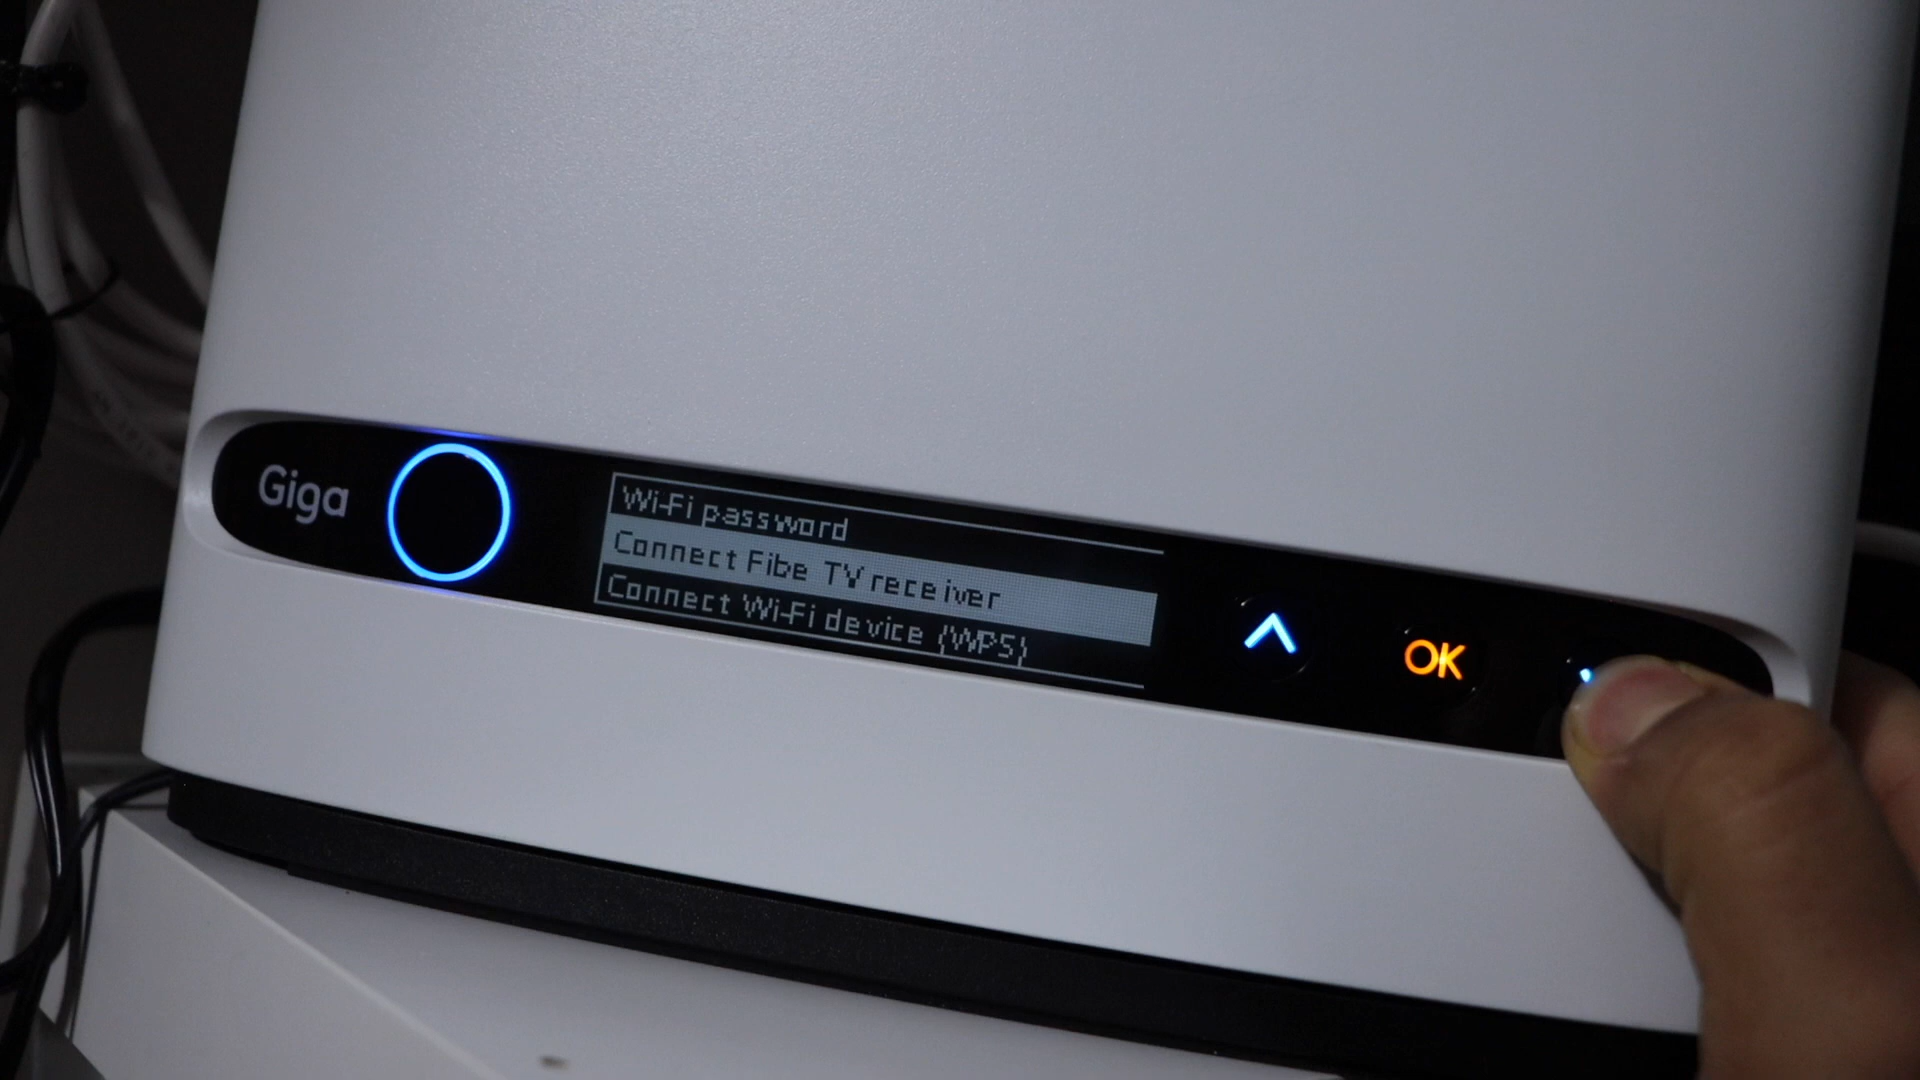 Giga
Wi-Fi password
Connect Fibe TV receiver
Connect Wi-Fi device (WPS)
OK